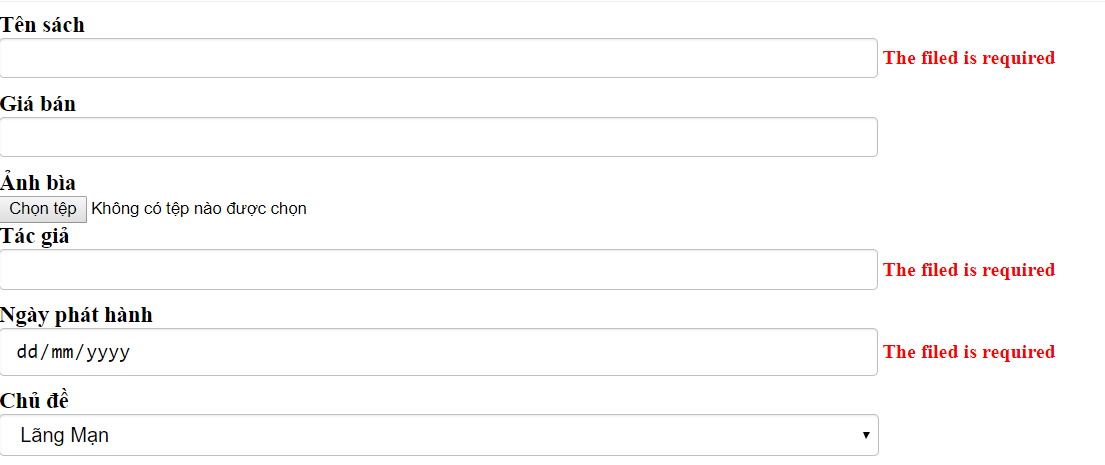 Tên sách
The filed is required
Giá bán
Ảnh bìa
Chọn tệp Không có tệp nào được chọn
Tác giả
The filed is required
Ngày phát hành
dd/mm/yyyy The filed is required
Chủ đề
Lãng Mạn